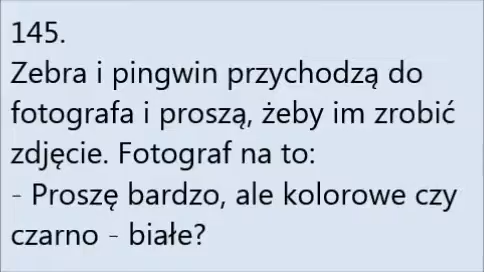 145.
Zebra i pingwin przychodzą do
fotografa i proszą, żeby im zrobić
zdjęcie. Fotograf na to:
- Proszę bardzo, ale kolorowe czy
czarno - białe?